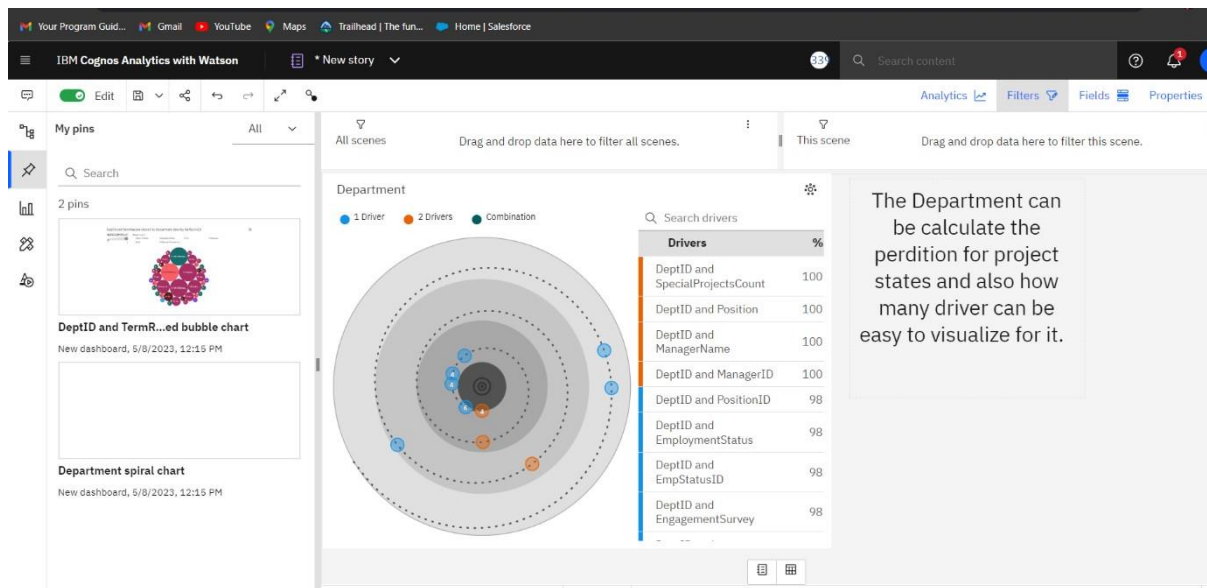 Your Program Guid...
Gmail
YouTube
Maps
Trailhead | The fun...
Home | Salesforce
IBM Cognos Analytics with Watson
* New story
339
Search content
1
Edit
Analytics
Filters
Fields
Properties
My pins
All
Search
2 pins
DeptID and TermR...ed bubble chart
New dashboard, 5/8/2023, 12:15 PM
Department spiral chart
New dashboard, 5/8/2023, 12:15 PM
All scenes
Drag and drop data here to filter all scenes.
This scene
Drag and drop data here to filter this scene.
Department
1 Driver
2 Drivers
Combination
4
4
4
Search drivers
Drivers %
DeptID and
SpecialProjectsCount 100
DeptID and Position 100
DeptID and
ManagerName 100
DeptID and ManagerID 100
DeptID and PositionID 98
DeptID and
EmploymentStatus 98
DeptID and
EmpStatusID 98
DeptID and
EngagementSurvey 98
The Department can
be calculate the
perdition for project
states and also how
many driver can be
easy to visualize for it.